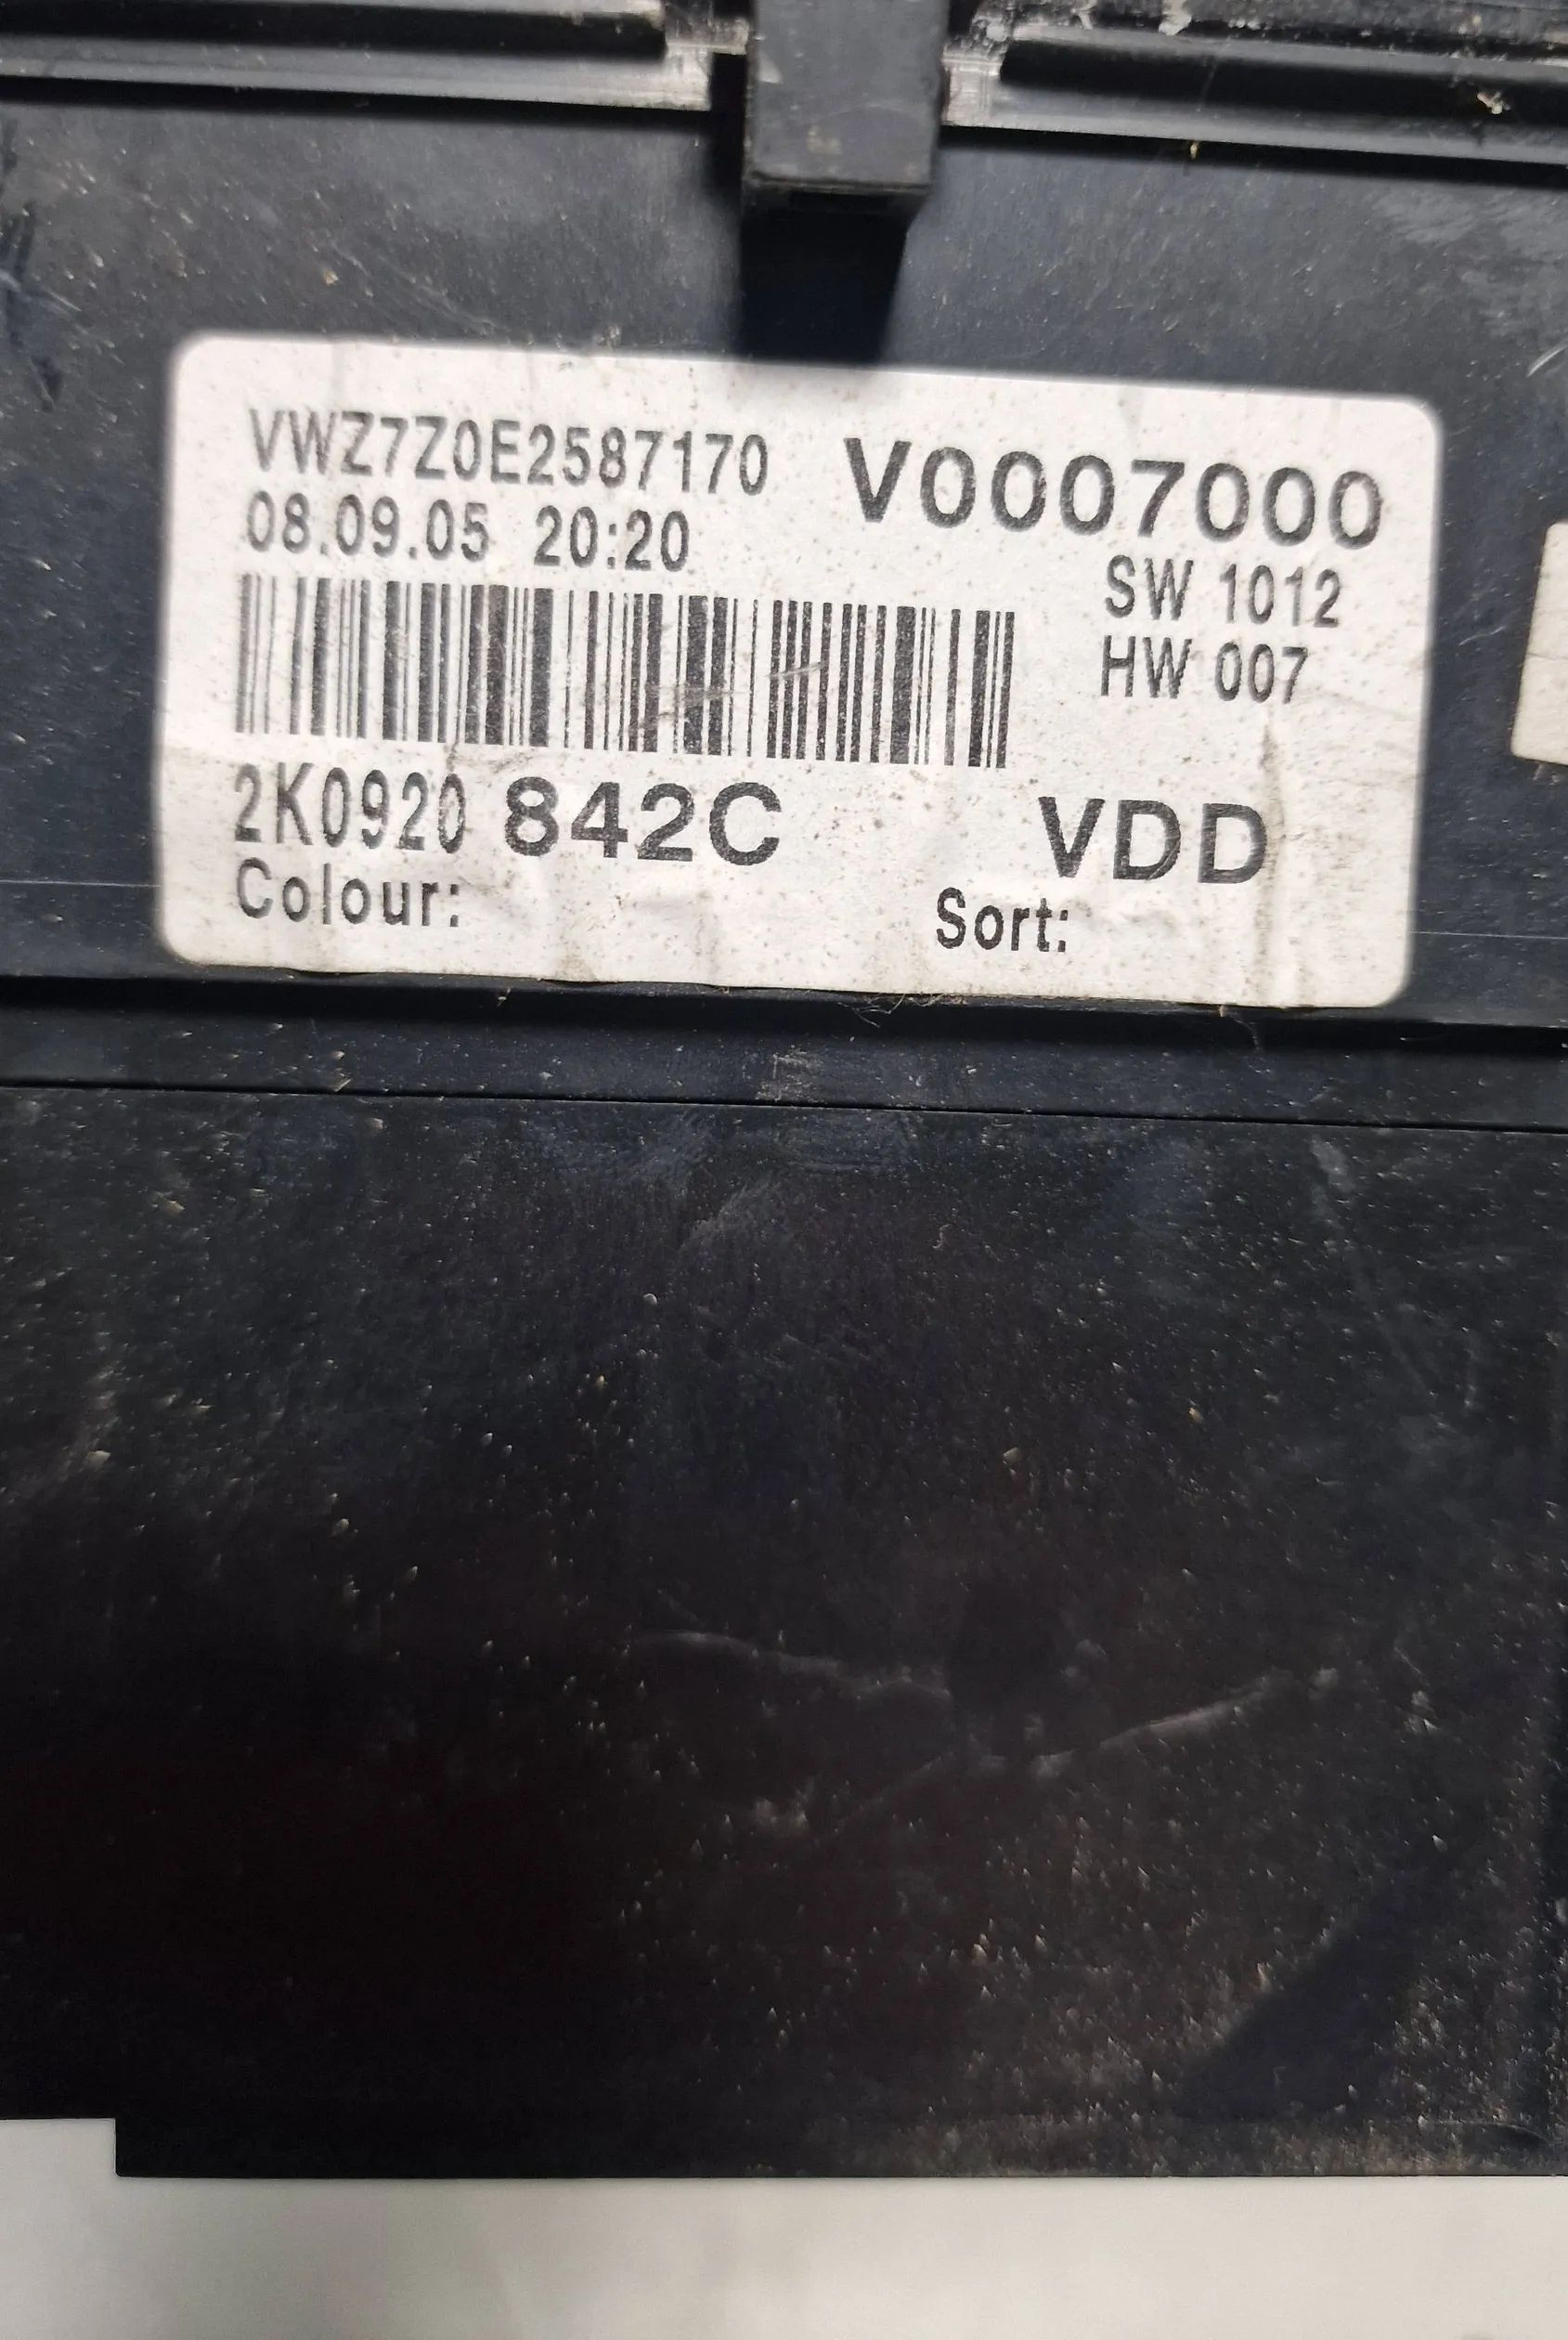 VWZ7Z0E2587170 V0007000
08.09.05 20:20
SW 1012
HW 007
2K0920 842C VDD
Colour: Sort: